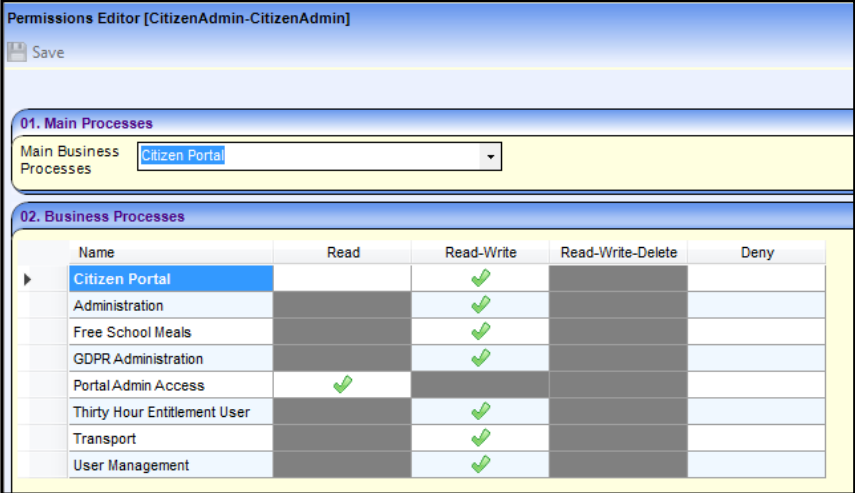 Permissions Editor [CitizenAdmin-CitizenAdmin]
Save
01. Main Processes
Main Business Processes
Citizen Portal
02. Business Processes
Name Read Read-Write Read-Write-Delete Deny
Citizen Portal
Administration
Free School Meals
GDPR Administration
Portal Admin Access
Thirty Hour Entitlement User
Transport
User Management